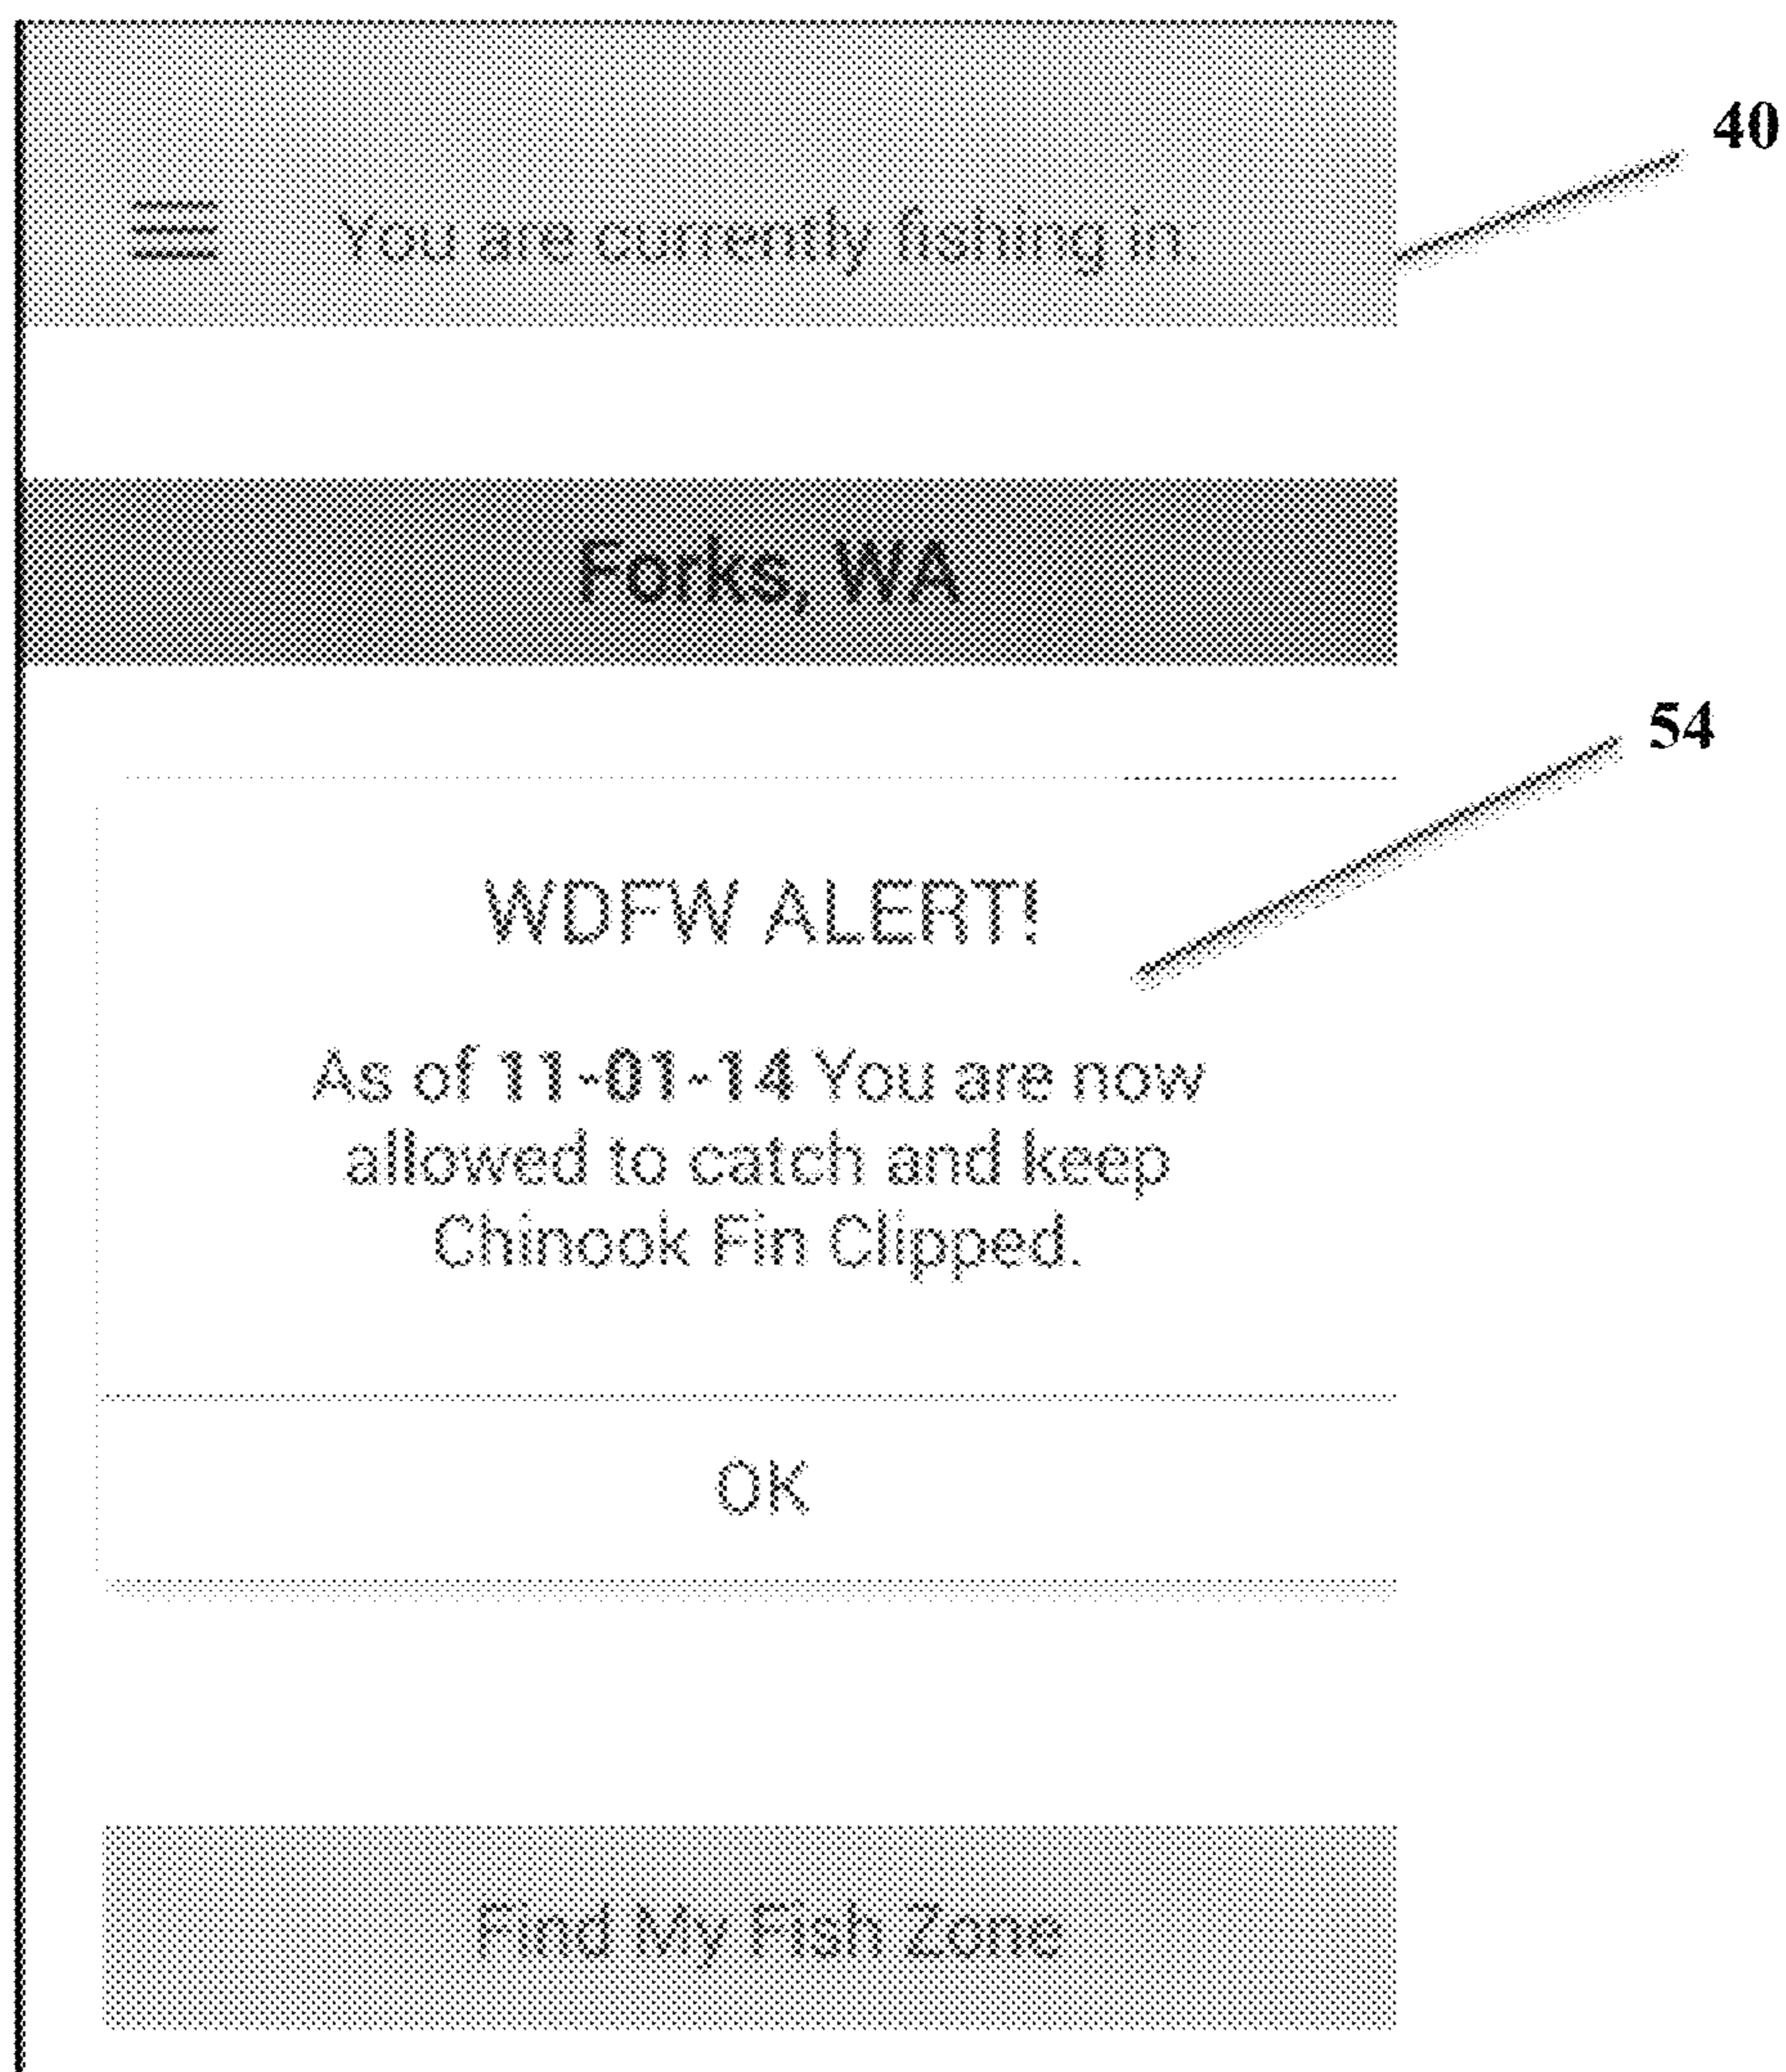 40
You are currently fishing in:
Forks, WA
54
WDFW ALERT!
As of 11-01-14 You are now
allowed to catch and keep
Chinook Fin Clipped.
OK
Find My Fish Zone